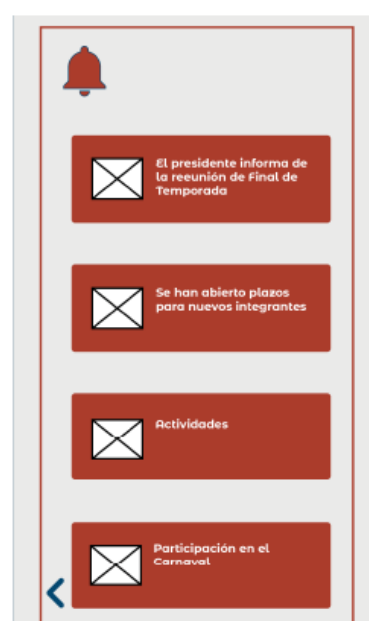 El presidente informa de
la reeunión de Final de
Temporada
Se han abierto plazos
para nuevos integrantes
Actividades
Participación en el
Carnaval